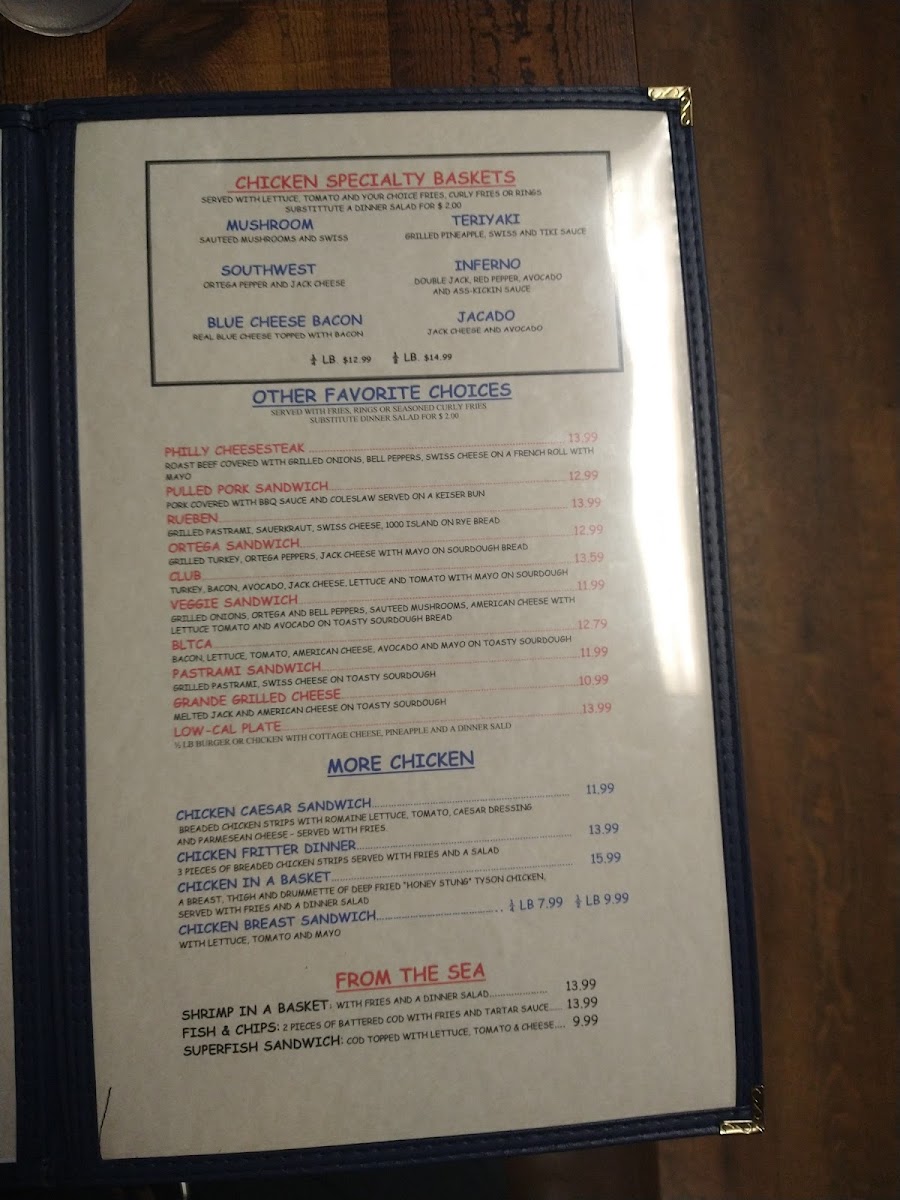 CHICKEN SPECIALTY BASKETS
SERVED WITH LETTUCE, TOMATO AND YOUR CHOICE FRIES, CURLY FRIES OR RINGS
SUBSTITTUTE A DINNER SALAD FOR $ 2.00
MUSHROOM
SAUTEED MUSHROOMS AND SWISS
TERIYAKI
GRILLED PINEAPPLE, SWISS AND TIKI SAUCE
SOUTHWEST
ORTEGA PEPPER AND JACK CHEESE
INFERNO
DOUBLE JACK, RED PEPPER, AVOCADO
AND ASS-KICKIN SAUCE
BLUE CHEESE BACON
REAL BLUE CHEESE TOPPED WITH BACON
JACADO
JACK CHEESE AND AVOCADO
¼ LB $12.99 ½ LB $14.99
OTHER FAVORITE CHOICES
SERVED WITH FRIES, RINGS OR SEASONED CURLY FRIES
SUBSTITUTE DINNER SALAD FOR $ 2.00
PHILLY CHEESESTEAK 13.99
ROAST BEEF COVERED WITH GRILLED ONIONS, BELL PEPPERS, SWISS CHEESE ON A FRENCH ROLL WITH
MAYO
PULLED PORK SANDWICH 12.99
PORK COVERED WITH BBQ SAUCE AND COLESLAW SERVED ON A KEISER BUN
RUEBEN 13.99
GRILLED PASTRAMI, SAUERKRAUT, SWISS CHEESE, 1000 ISLAND ON RYE BREAD
ORTEGA SANDWICH 12.99
GRILLED TURKEY, ORTEGA PEPPERS, JACK CHEESE WITH MAYO ON SOURDOUGH BREAD
CLUB 13.59
TURKEY, BACON, AVOCADO, JACK CHEESE, LETTUCE AND TOMATO WITH MAYO ON SOURDOUGH
VEGGIE SANDWICH 11.99
GRILLED ONIONS, ORTEGA AND BELL PEPPERS, SAUTEED MUSHROOMS, AMERICAN CHEESE WITH
LETTUCE TOMATO AND AVOCADO ON TOASTY SOURDOUGH BREAD
BLTCA 12.79
BACON, LETTUCE, TOMATO, AMERICAN CHEESE, AVOCADO AND MAYO ON TOASTY SOURDOUGH
PASTRAMI SANDWICH 11.99
GRILLED PASTRAMI, SWISS CHEESE ON TOASTY SOURDOUGH
GRANDE GRILLED CHEESE 10.99
MELTED JACK AND AMERICAN CHEESE ON TOASTY SOURDOUGH
LOW-CAL PLATE 13.99
½ LB BURGER OR CHICKEN WITH COTTAGE CHEESE, PINEAPPLE AND A DINNER SALD
MORE CHICKEN
CHICKEN CAESAR SANDWICH 11.99
BREADED CHICKEN STRIPS WITH ROMAINE LETTUCE, TOMATO, CAESAR DRESSING
AND PARMESEAN CHEESE - SERVED WITH FRIES
CHICKEN FRITTER DINNER 13.99
3 PIECES OF BREADED CHICKEN STRIPS SERVED WITH FRIES AND A SALAD
CHICKEN IN A BASKET 15.99
A BREAST, THIGH AND DRUMMETTE OF DEEP FRIED "HONEY STUNG" TYSON CHICKEN,
SERVED WITH FRIES AND A DINNER SALAD
CHICKEN BREAST SANDWICH ¼ LB 7.99 ½ LB 9.99
WITH LETTUCE, TOMATO AND MAYO
FROM THE SEA
SHRIMP IN A BASKET: WITH FRIES AND A DINNER SALAD 13.99
FISH & CHIPS: 2 PIECES OF BATTERED COD WITH FRIES AND TARTAR SAUCE 13.99
SUPERFISH SANDWICH: COD TOPPED WITH LETTUCE, TOMATO & CHEESE 9.99